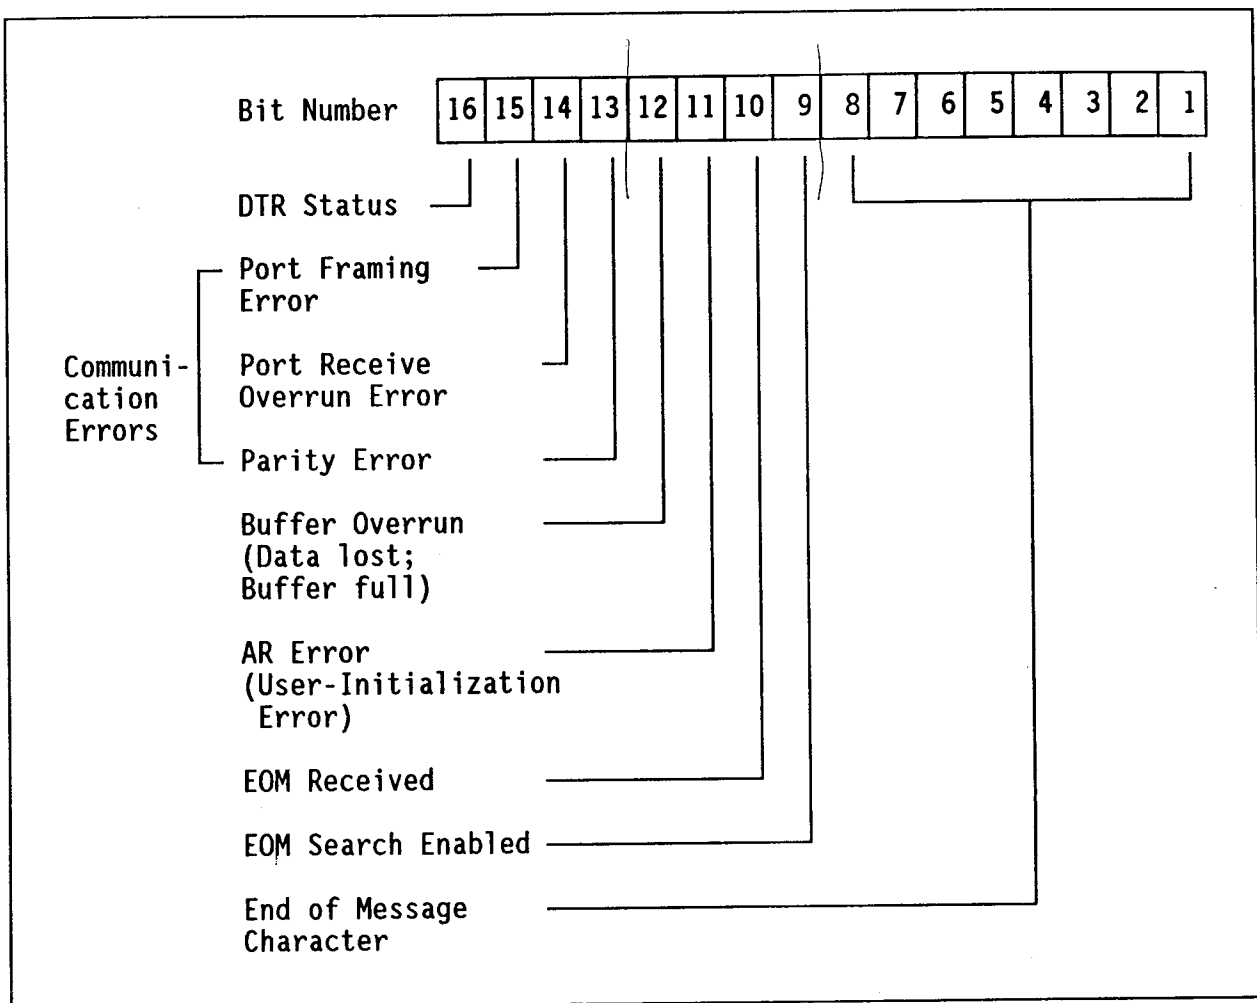 Bit Number 16 15 14 13 12 11 10 9 8 7 6 5 4 3 2 1
DTR Status
Port Framing
Error
Communi-
cation
Errors
Port Receive
Overrun Error
Parity Error
Buffer Overrun
(Data lost;
Buffer full)
AR Error
(User-Initialization
Error)
EOM Received
EOM Search Enabled
End of Message
Character